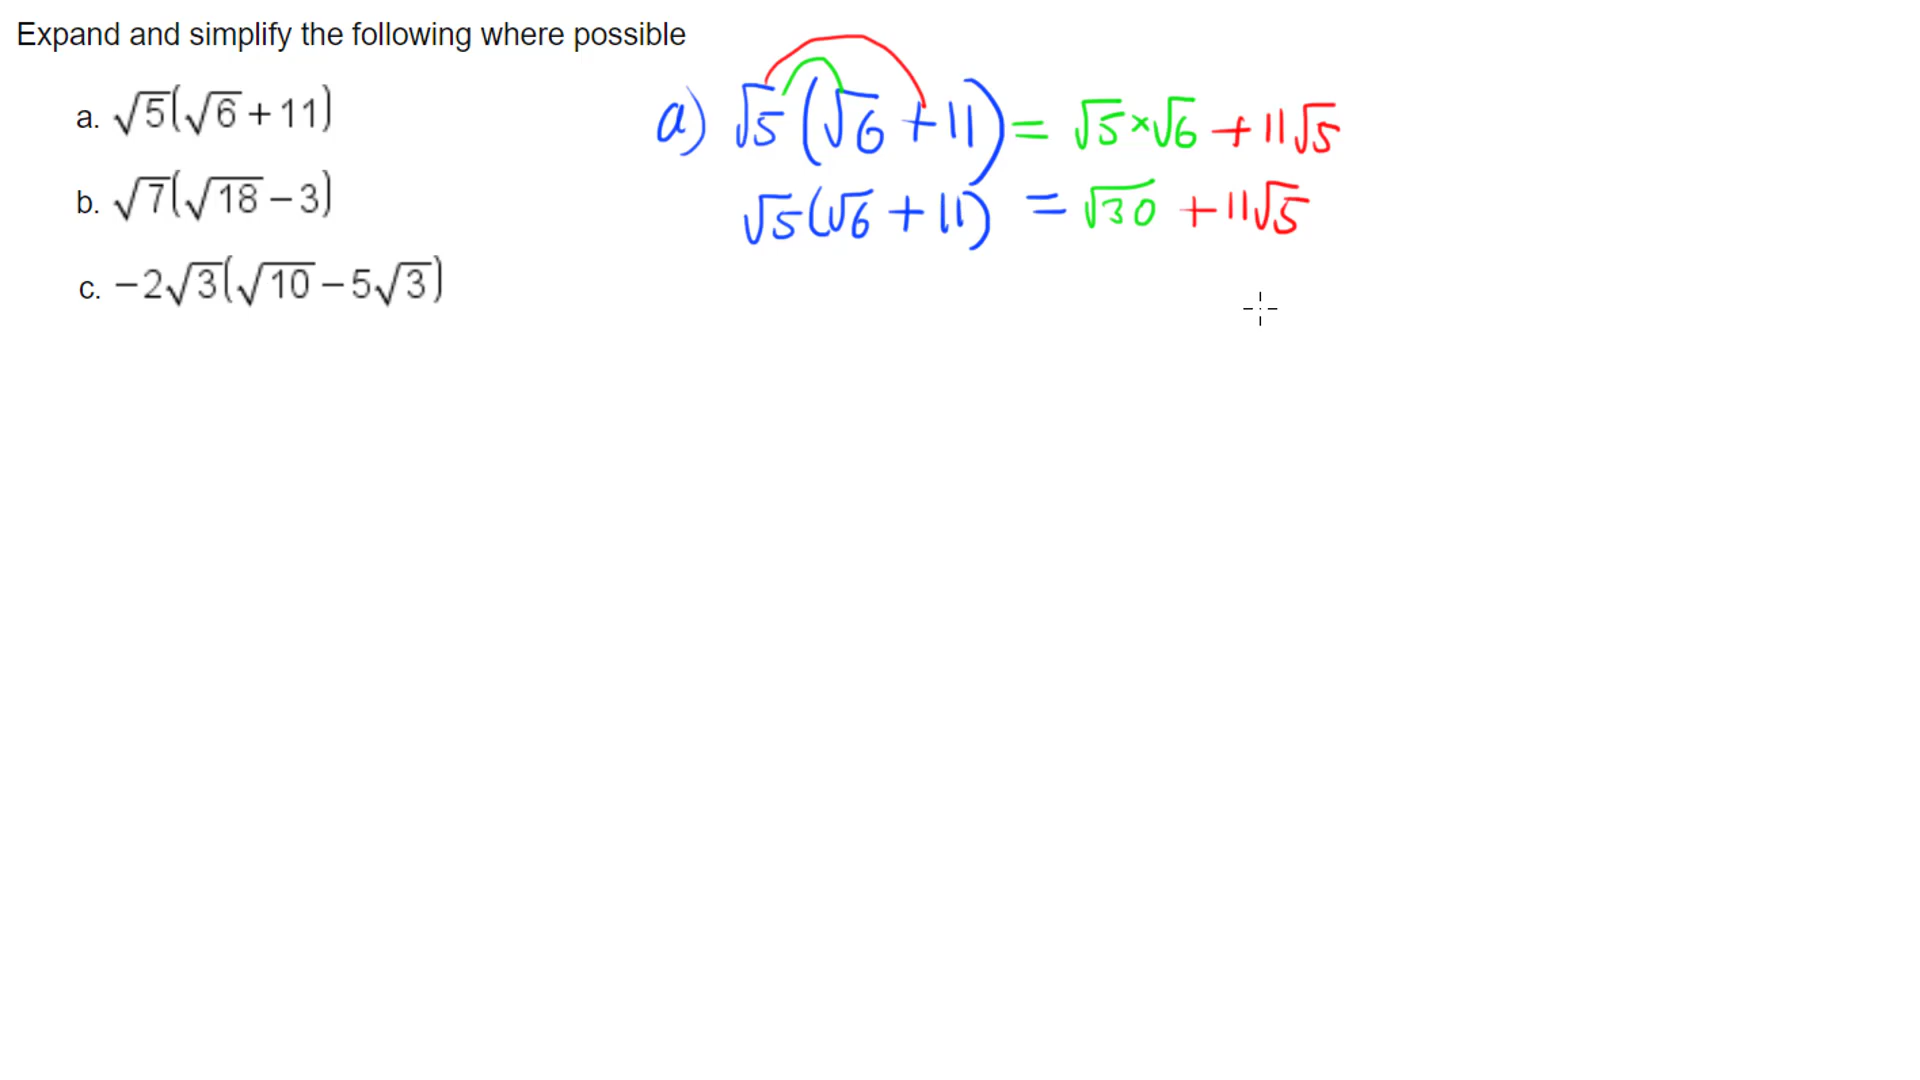 Expand and simplify the following where possible
a. √5(√6 + 11)
b. √7(√18 − 3)
c. −2√3(√10 − 5√3)
a) √5(√6 + 11) = √5 × √6 + 11√5
√5(√6 + 11) = √30 + 11√5